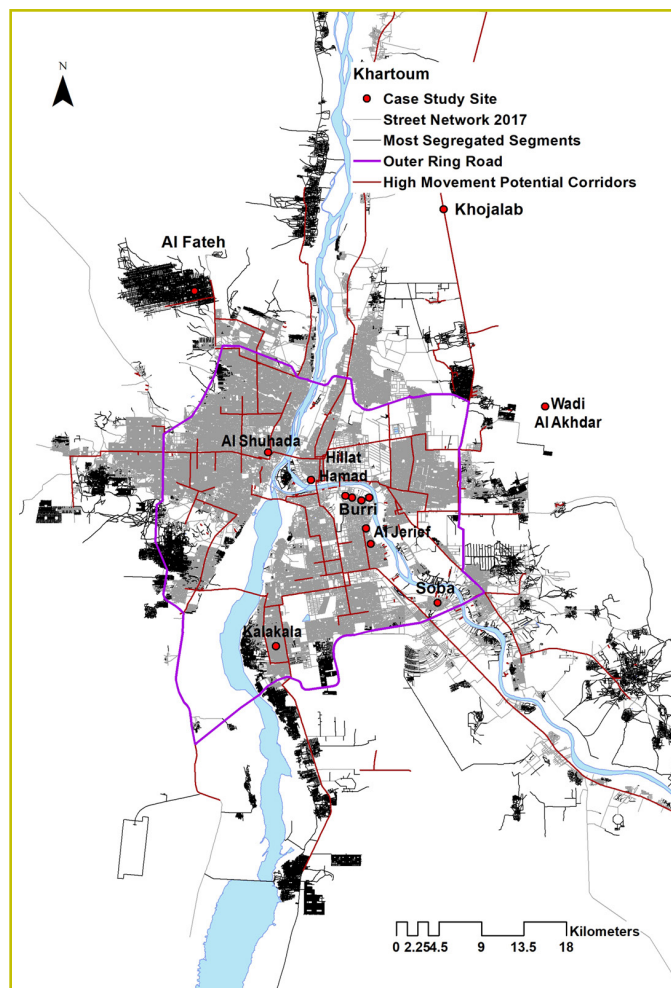 N
Khartoum
Case Study Site
Street Network 2017
Most Segregated Segments
Outer Ring Road
High Movement Potential Corridors
Khojalab
Al Fateh
Wadi
Al Akhdar
Al Shuhada
Hillat
Hamad
Burri
Al Jerief
Soba
Kalakala
Kilometers
0 2.254.5 9 13.5 18